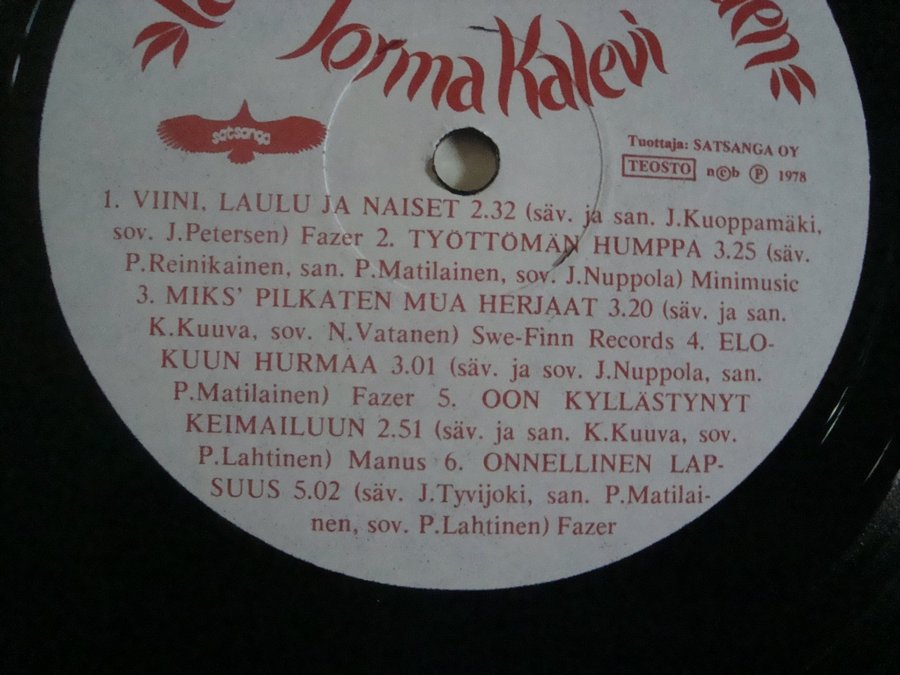 Jorma Kalevi
satsanga
Tuottaja: SATSANGA OY
TEOSTO n©b Ⓟ 1978
1. VIINI, LAULU JA NAISET 2.32 (säv. ja san. J.Kuoppamäki,
sov. J.Petersen) Fazer 2. TYÖTTÖMÄN HUMPPA 3.25 (säv.
P.Reinikainen, san. P.Matilainen, sov. J.Nuppola) Minimusic
3. MIKS' PILKATEN MUA HERJAAT 3.20 (säv. ja san.
K.Kuuva, sov. N.Vatanen) Swe-Finn Records 4. ELO-
KUUN HURMAA 3.01 (säv. ja sov. J.Nuppola, san.
P.Matilainen) Fazer 5. OON KYLLÄSTYNYT
KEIMAILUUN 2.51 (säv. ja san. K.Kuuva, sov.
P.Lahtinen) Manus 6. ONNELLINEN LAP-
SUUS 5.02 (säv. J.Tyvijoki, san. P.Matilai-
nen, sov. P.Lahtinen) Fazer